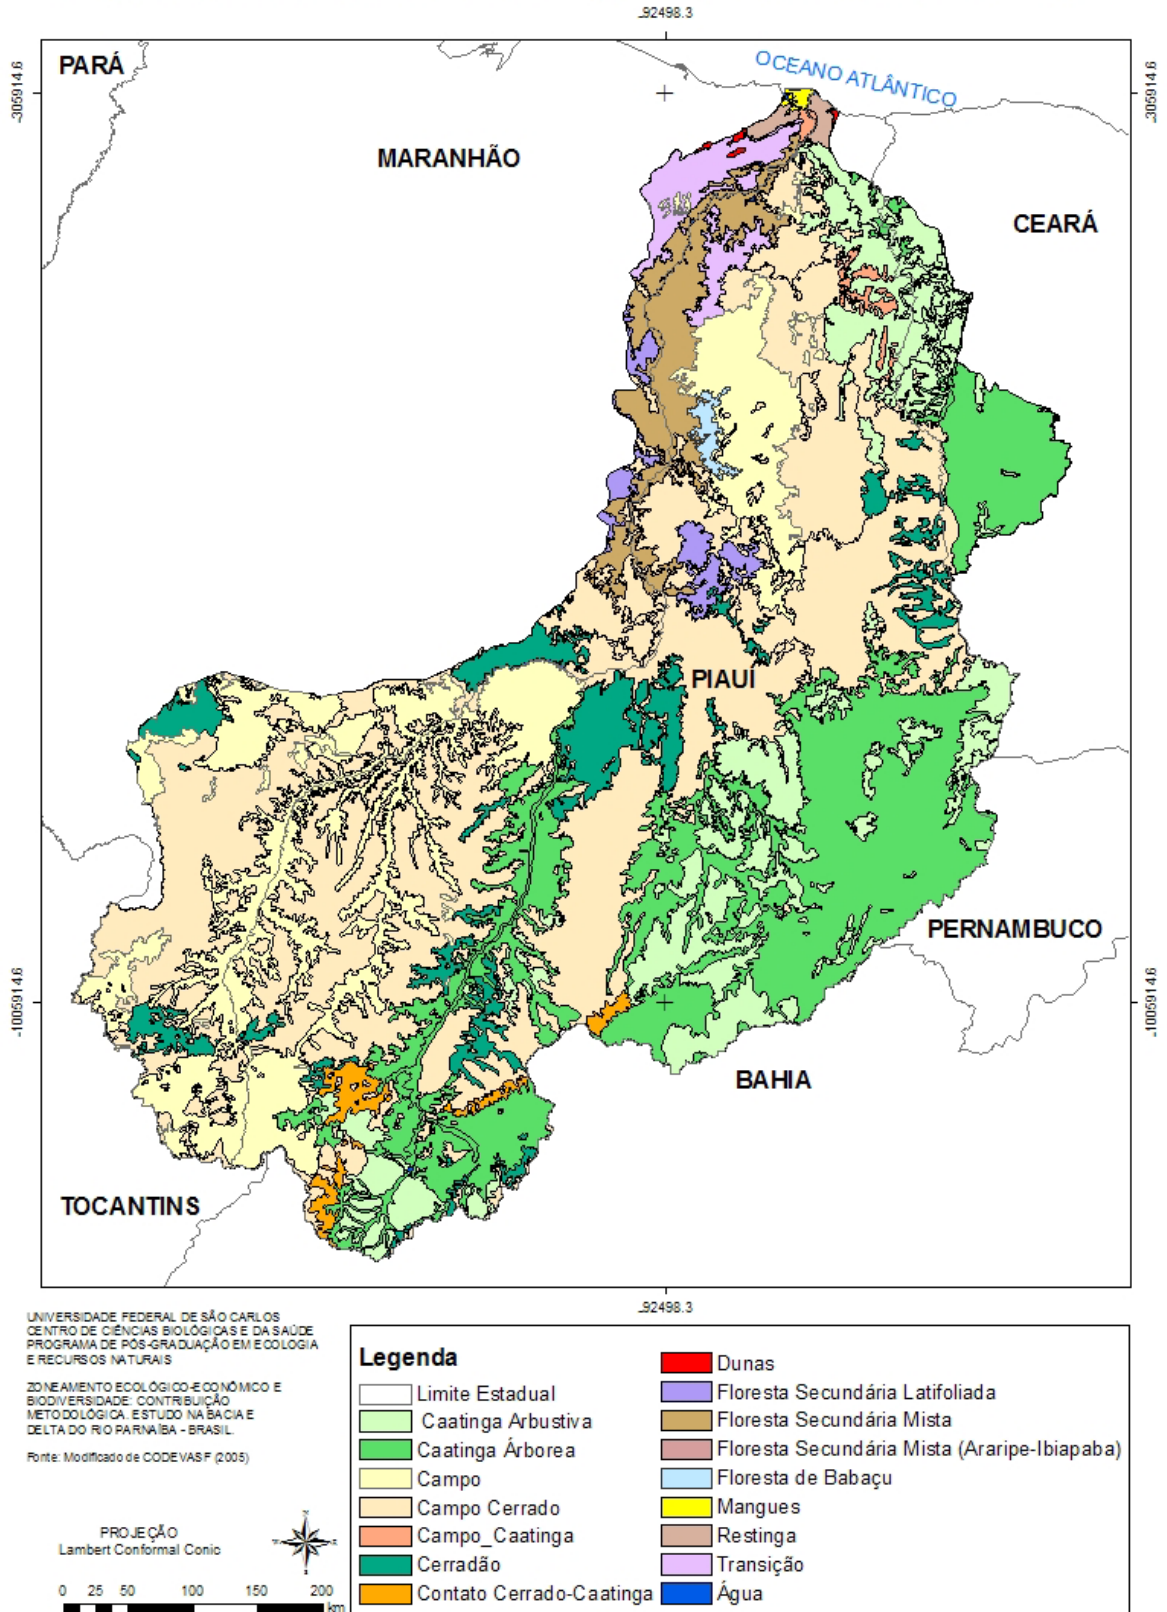 -92498.3
PARÁ
OCEANO ATLÂNTICO
-305914.6
-305914.6
MARANHÃO
CEARÁ
PIAUÍ
PERNAMBUCO
-1005914.6
-1005914.6
BAHIA
TOCANTINS
-92498.3
UNIVERSIDADE FEDERAL DE SÃO CARLOS
CENTRO DE CIÊNCIAS BIOLÓGICAS E DA SAÚDE
PROGRAMA DE PÓS-GRADUAÇÃO EM ECOLOGIA
E RECURSOS NATURAIS
ZONEAMENTO ECOLÓGICO-ECONÔMICO E
BIODIVERSIDADE: CONTRIBUIÇÃO
METODOLÓGICA. ESTUDO NA BACIA E
DELTA DO RIO PARNAÍBA - BRASIL.
Fonte: Modificado de CODEVASF (2005)
PROJEÇÃO
Lambert Conformal Conic
0 25 50 100 150 200
km
Legenda
Limite Estadual
Caatinga Arbustiva
Caatinga Árborea
Campo
Campo Cerrado
Campo_Caatinga
Cerradão
Contato Cerrado-Caatinga
Dunas
Floresta Secundária Latifoliada
Floresta Secundária Mista
Floresta Secundária Mista (Araripe-Ibiapaba)
Floresta de Babaçu
Mangues
Restinga
Transição
Água